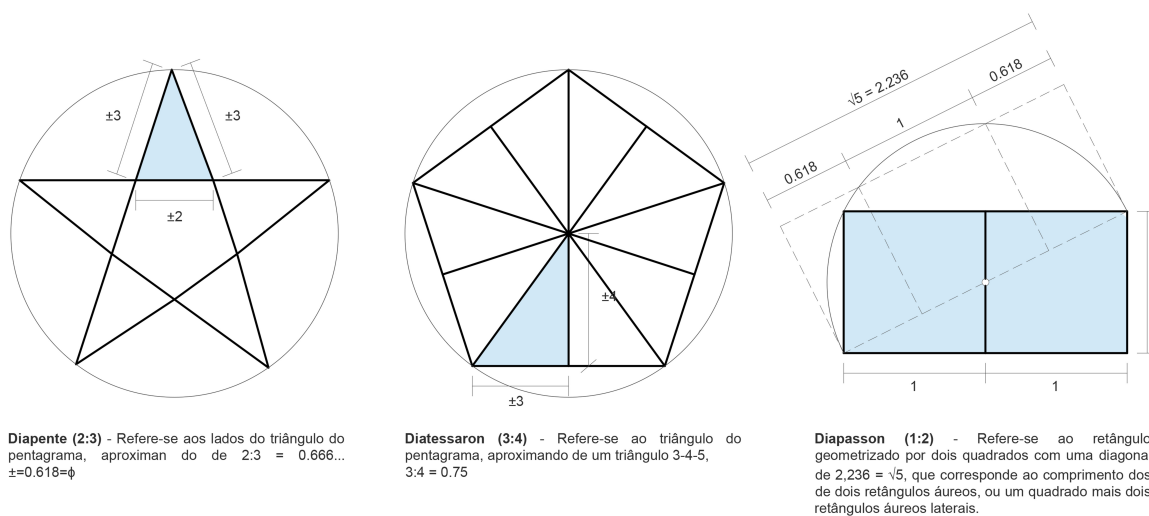 ±3
±3
±2
±4
±3
√5 = 2.236
0.618
1
0.618
1
1
Diapente (2:3) - Refere-se aos lados do triângulo do
pentagrama, aproximan do de 2:3 = 0.666...
±=0.618=ϕ
Diatessaron (3:4) - Refere-se ao triângulo do
pentagrama, aproximando de um triângulo 3-4-5,
3:4 = 0.75
Diapasson (1:2) - Refere-se ao retângulo
geometrizado por dois quadrados com uma diagonal
de 2,236 = √5, que corresponde ao comprimento dos
de dois retângulos áureos, ou um quadrado mais dois
retângulos áureos laterais.